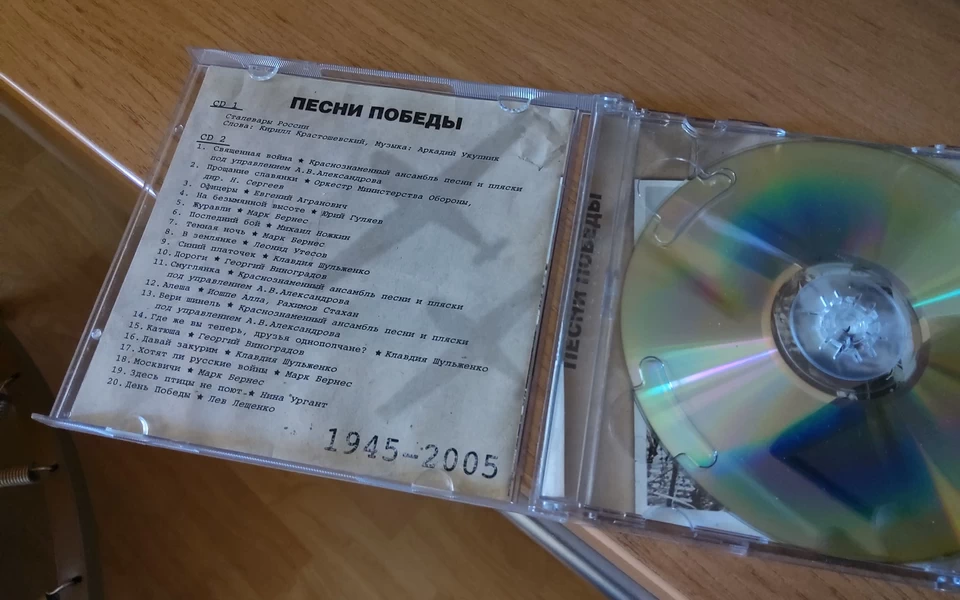 ПЕСНИ ПОБЕДЫ
CD 1
Сталевары России
Слова: Кирилл Крастошевский, Музыка: Аркадий Укупник
CD 2
1. Священная война ★ Краснознаменный ансамбль песни и пляски
под управлением А.В.Александрова
2. Прощание славянки ★ Оркестр Министерства Обороны,
дир. Н. Сергеев
3. Офицеры ★ Евгений Агранович
4. На безымянной высоте ★ Юрий Гуляев
5. Журавли ★ Марк Бернес
6. Последний бой ★ Михаил Ножкин
7. Темная ночь ★ Марк Бернес
8. В землянке ★ Леонид Утесов
9. Синий платочек ★ Клавдия Шульженко
10. Дороги ★ Георгий Виноградов
11. Смуглянка ★ Краснознаменный ансамбль песни и пляски
под управлением А.В.Александрова
12. Алеша ★ Иошпе Алла, Рахимов Стахан
13. Бери шинель ★ Краснознаменный ансамбль песни и пляски
под управлением А.В.Александрова
14. Где же вы теперь, друзья однополчане? ★ Клавдия Шульженко
15. Катюша ★ Георгий Виноградов
16. Давай закурим ★ Клавдия Шульженко
17. Хотят ли русские войны ★ Марк Бернес
18. Москвичи ★ Марк Бернес
19. Здесь птицы не поют ★ Нина Ургант
20. День Победы ★ Лев Лещенко
1945-2005
ПЕСНИ ПОБЕДЫ